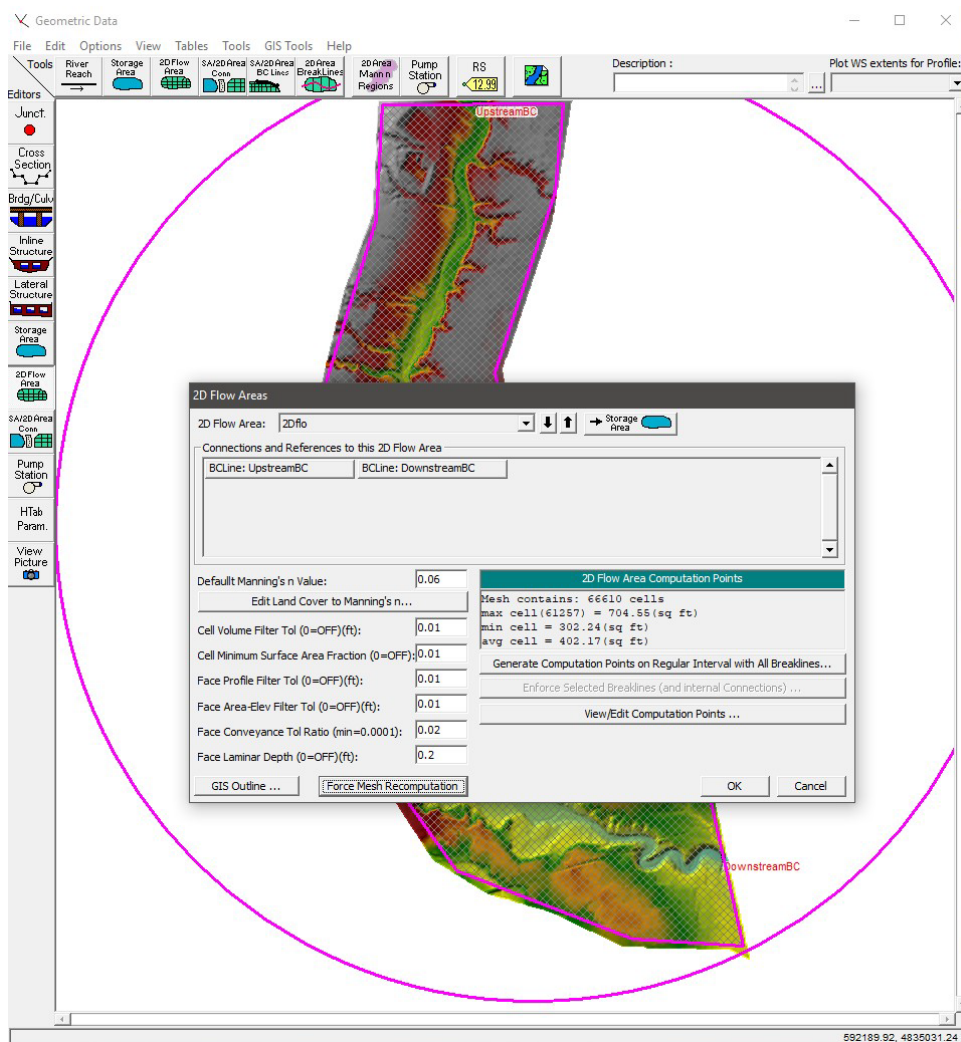 Geometric Data
File Edit Options View Tables Tools GIS Tools Help
Tools
River Reach
Storage Area
2D Flow Area
SA/2D Area Conn
SA/2D Area BC Lines
2D Area BreakLines
2D Area Mann n Regions
Pump Station
RS
12.99
Description :
...
Plot WS extents for Profile:
Editors
Junct.
Cross Section
Brdg/Culv
Inline Structure
Lateral Structure
Storage Area
2D Flow Area
SA/2D Area Conn
Pump Station
HTab Param.
View Picture
UpstreamBC
2D Flow Areas
2D Flow Area: 2Dflo
Storage Area
Connections and References to this 2D Flow Area
BCLine: UpstreamBC BCLine: DownstreamBC
Default Manning's n Value: 0.06
Edit Land Cover to Manning's n...
Cell Volume Filter Tol (0=OFF)(ft): 0.01
Cell Minimum Surface Area Fraction (0=OFF): 0.01
Face Profile Filter Tol (0=OFF)(ft): 0.01
Face Area-Elev Filter Tol (0=OFF)(ft): 0.01
Face Conveyance Tol Ratio (min=0.0001): 0.02
Face Laminar Depth (0=OFF)(ft): 0.2
2D Flow Area Computation Points
Mesh contains: 66610 cells
max cell(61257) = 704.55(sq ft)
min cell = 302.24(sq ft)
avg cell = 402.17(sq ft)
Generate Computation Points on Regular Interval with All Breaklines...
Enforce Selected Breaklines (and internal Connections) ...
View/Edit Computation Points ...
GIS Outline ...
Force Mesh Recomputation
OK
Cancel
DownstreamBC
592189.92, 4835031.24